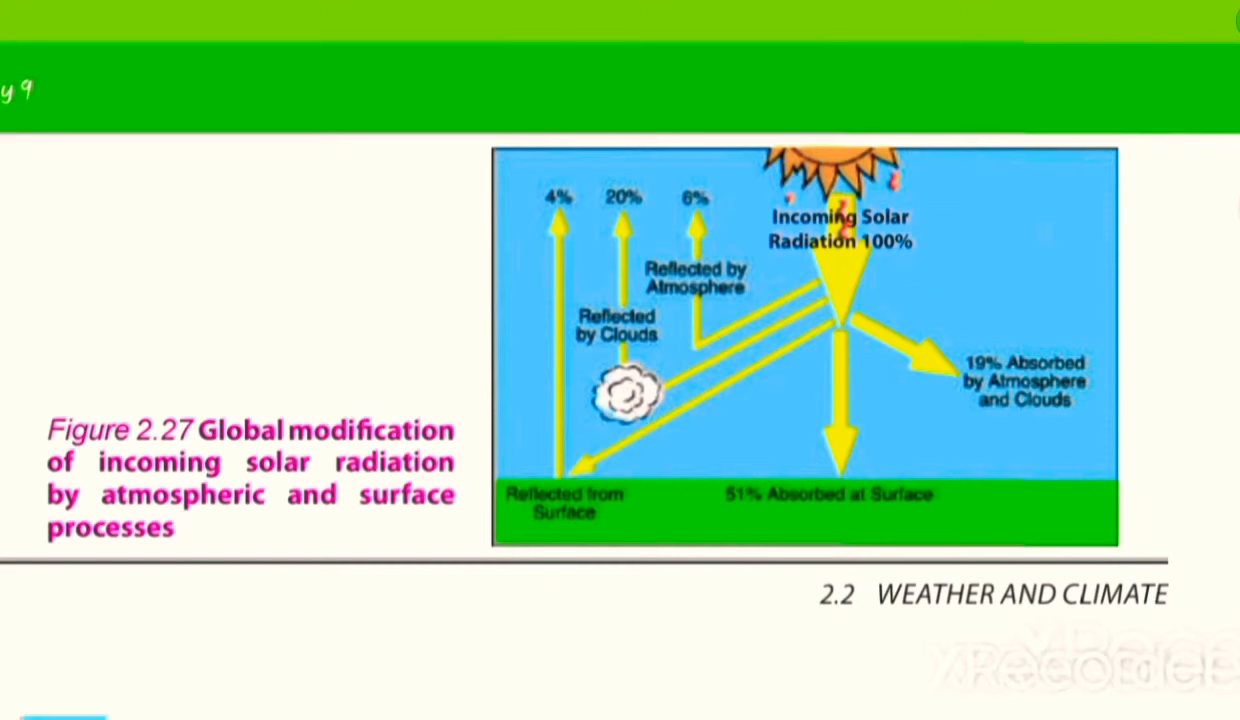 y 9
4%
20%
6%
Incoming Solar
Radiation 100%
Reflected by
Atmosphere
Reflected
by Clouds
19% Absorbed
by Atmosphere
and Clouds
Reflected from
Surface
51% Absorbed at Surface
Figure 2.27 Global modification
of incoming solar radiation
by atmospheric and surface
processes
2.2 WEATHER AND CLIMATE
XRecorder